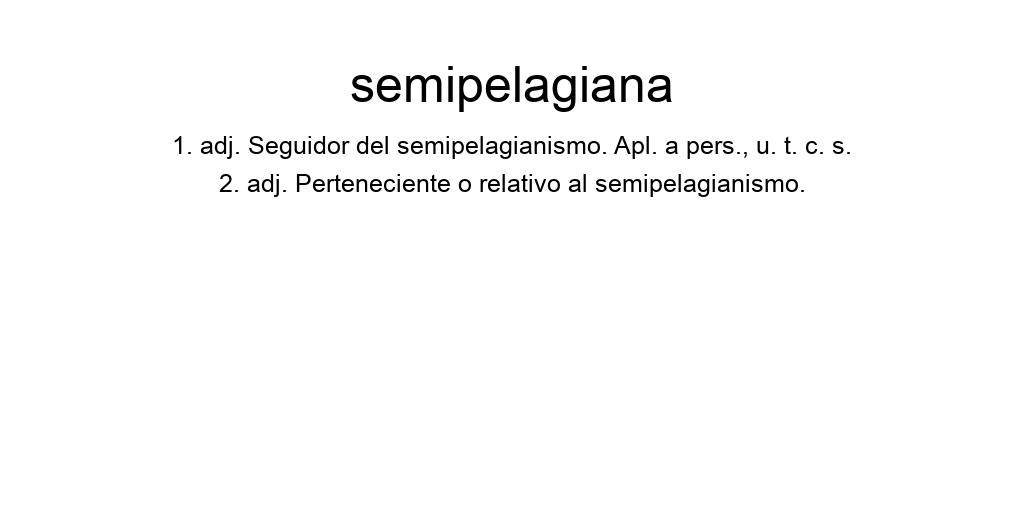 semipelagiana
1. adj. Seguidor del semipelagianismo. Apl. a pers., u. t. c. s.
2. adj. Perteneciente o relativo al semipelagianismo.